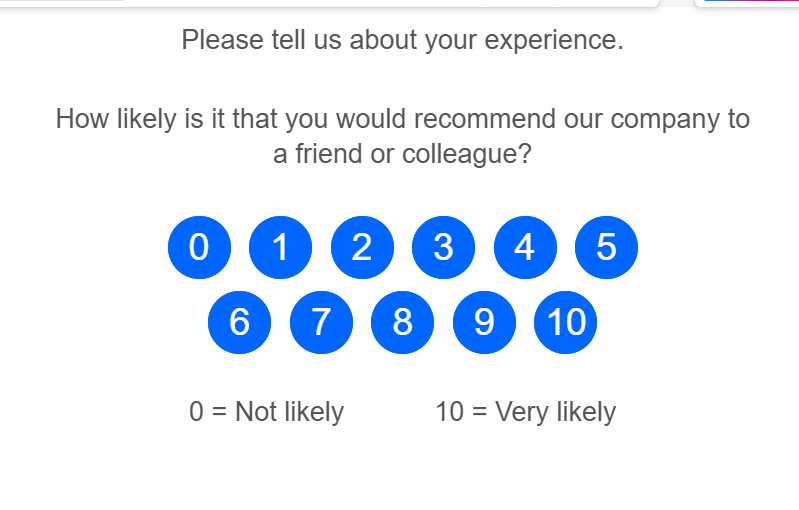 Please tell us about your experience.
How likely is it that you would recommend our company to
a friend or colleague?
0 1 2 3 4 5
6 7 8 9 10
0 = Not likely 10 = Very likely